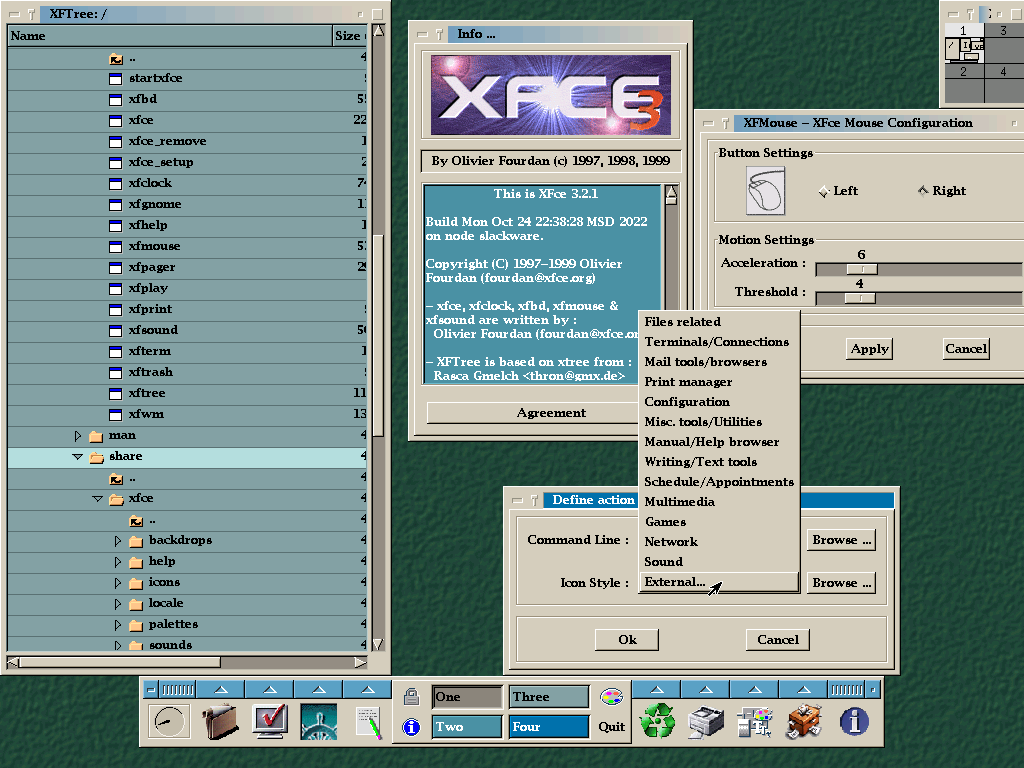 XFTree: /
Name
Size
..
4
startxfce
xfbd
55
xfce
22
xfce_remove
1
xfce_setup
2
xfclock
74
xfgnome
11
xfhelp
1
xfmouse
51
xfpager
29
xfplay
xfprint
xfsound
50
xfterm
1
xftrash
xftree
11
xfwm
13
man
4
share
4
..
4
xfce
4
..
4
backdrops
4
help
4
icons
4
locale
4
palettes
4
sounds
4
Info ...
XFCE3
By Olivier Fourdan (c) 1997, 1998, 1999
This is XFce 3.2.1
Build Mon Oct 24 22:38:28 MSD 2022
on node slackware.
Copyright (C) 1997-1999 Olivier
Fourdan (fourdan@xfce.org)
- xfce, xfclock, xfbd, xfmouse &
xfsound are written by :
Olivier Fourdan (fourdan@xfce.or
- XFTree is based on xtree from :
Rasca Gmelch <thron@gmx.de>
Agreement
1
3
2
4
XFMouse - XFce Mouse Configuration
Button Settings
Left
Right
Motion Settings
Acceleration :
6
Threshold :
4
Apply
Cancel
Files related
Terminals/Connections
Mail tools/browsers
Print manager
Configuration
Misc. tools/Utilities
Manual/Help browser
Writing/Text tools
Schedule/Appointments
Multimedia
Games
Network
Sound
External...
Define action
Command Line :
Browse ...
Icon Style :
Browse ...
Ok
Cancel
One
Three
Two
Four
Quit